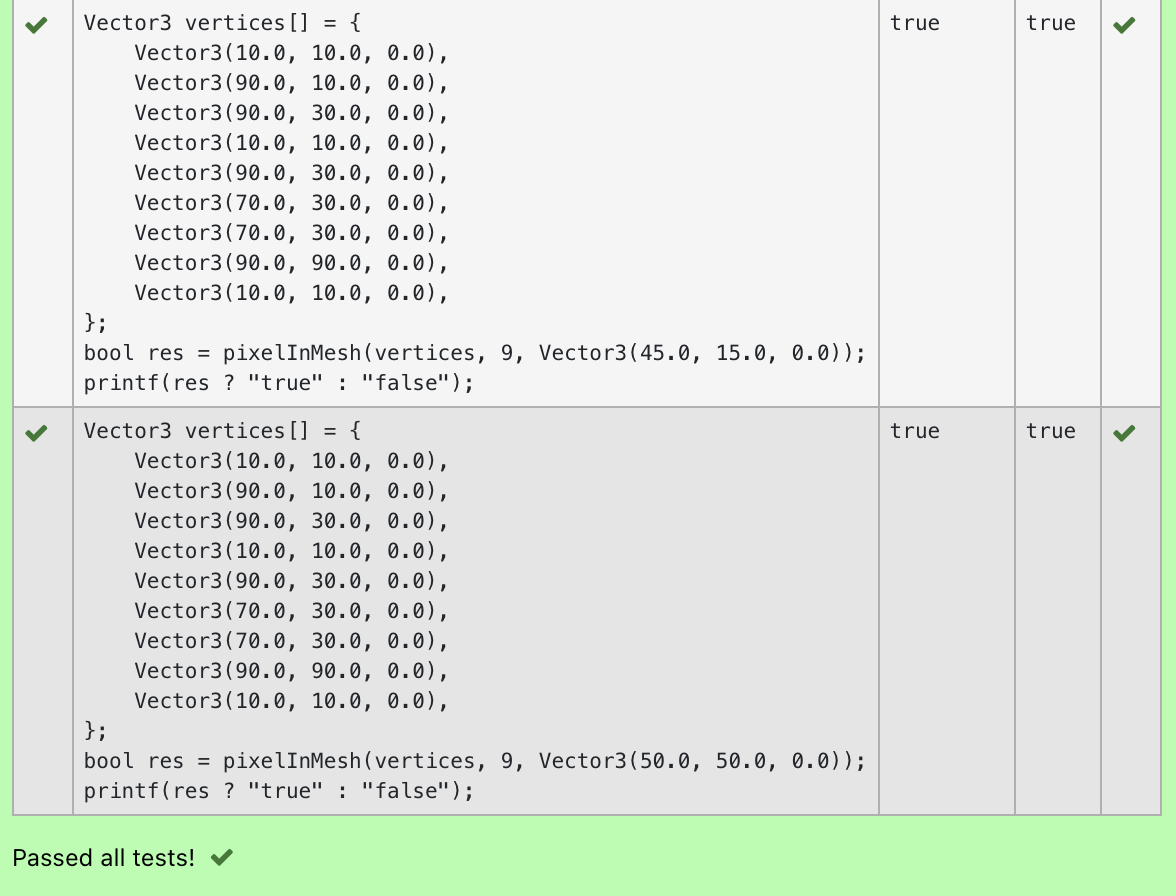 Vector3 vertices[] = {
    Vector3(10.0, 10.0, 0.0),
    Vector3(90.0, 10.0, 0.0),
    Vector3(90.0, 30.0, 0.0),
    Vector3(10.0, 10.0, 0.0),
    Vector3(90.0, 30.0, 0.0),
    Vector3(70.0, 30.0, 0.0),
    Vector3(70.0, 30.0, 0.0),
    Vector3(90.0, 90.0, 0.0),
    Vector3(10.0, 10.0, 0.0),
};
bool res = pixelInMesh(vertices, 9, Vector3(45.0, 15.0, 0.0));
printf(res ? "true" : "false");
true
true
Vector3 vertices[] = {
    Vector3(10.0, 10.0, 0.0),
    Vector3(90.0, 10.0, 0.0),
    Vector3(90.0, 30.0, 0.0),
    Vector3(10.0, 10.0, 0.0),
    Vector3(90.0, 30.0, 0.0),
    Vector3(70.0, 30.0, 0.0),
    Vector3(70.0, 30.0, 0.0),
    Vector3(90.0, 90.0, 0.0),
    Vector3(10.0, 10.0, 0.0),
};
bool res = pixelInMesh(vertices, 9, Vector3(50.0, 50.0, 0.0));
printf(res ? "true" : "false");
true
true
Passed all tests!